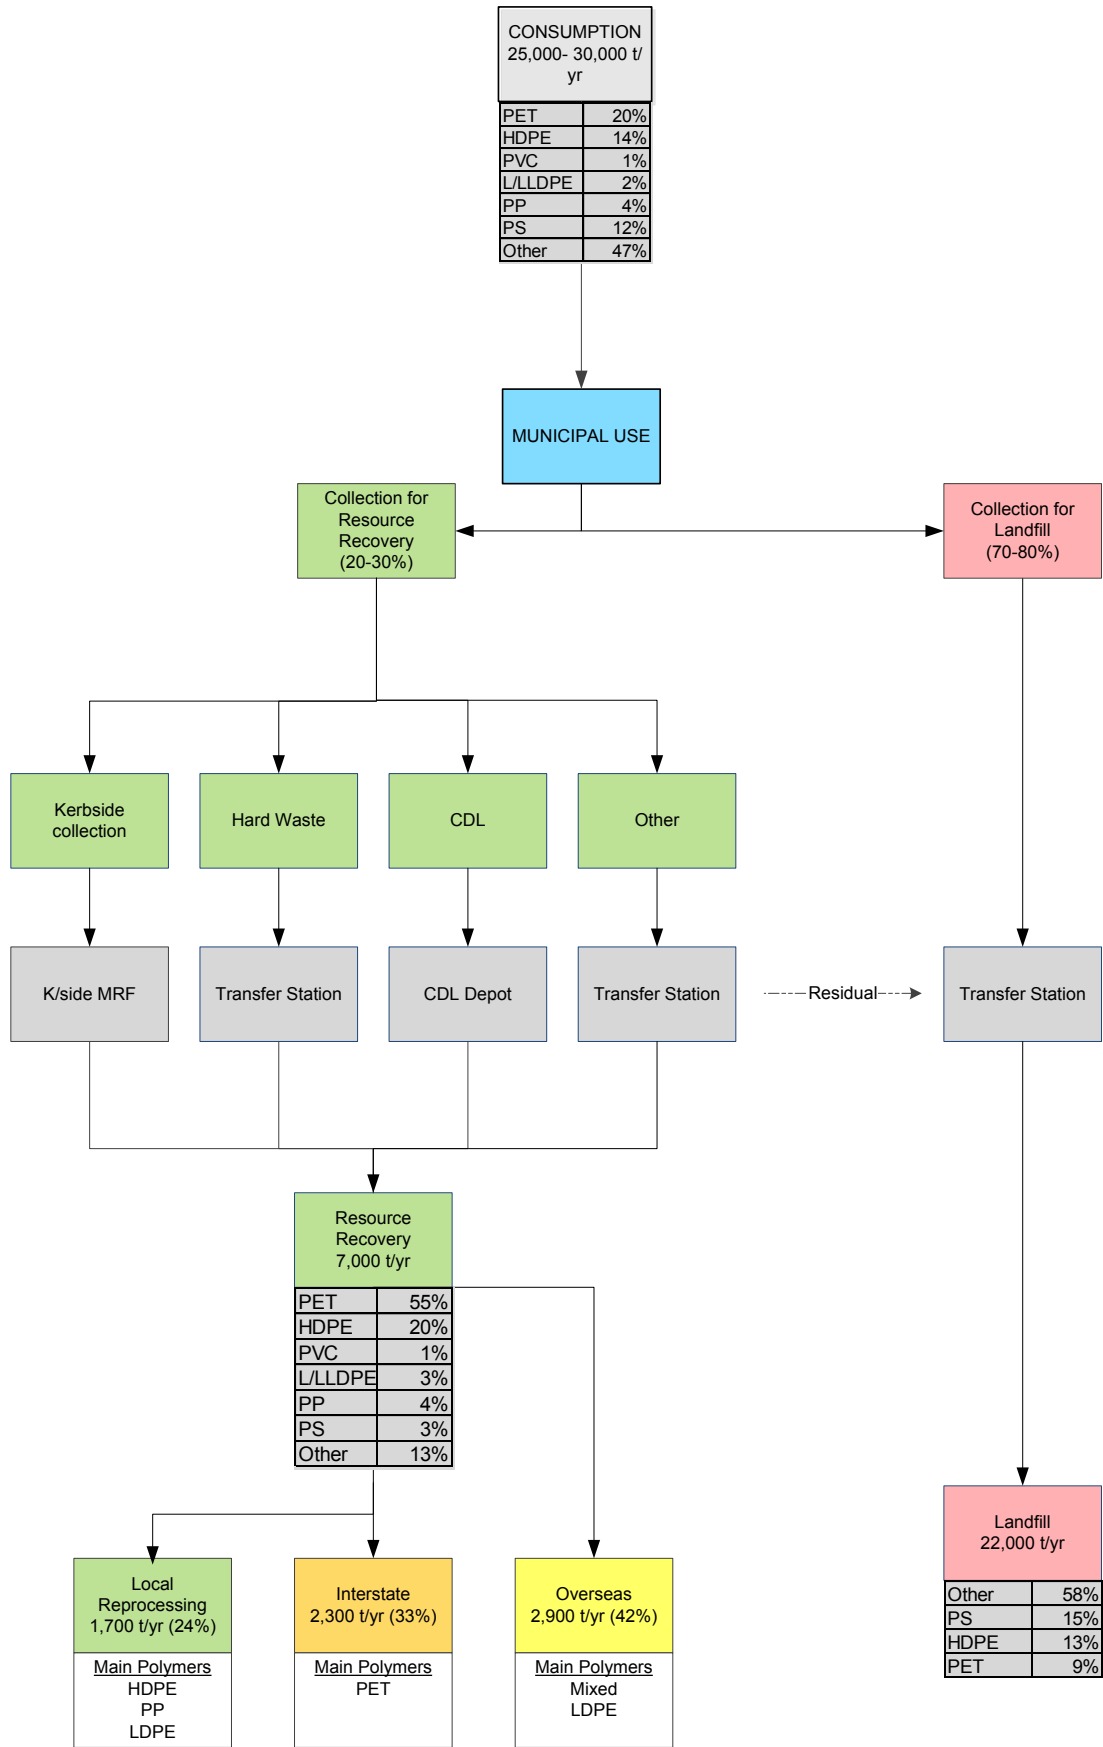 CONSUMPTION
25,000- 30,000 t/
yr
PET 20%
HDPE 14%
PVC 1%
L/LLDPE 2%
PP 4%
PS 12%
Other 47%
MUNICIPAL USE
Collection for
Resource
Recovery
(20-30%)
Collection for
Landfill
(70-80%)
Kerbside
collection
Hard Waste
CDL
Other
K/side MRF
Transfer Station
CDL Depot
Transfer Station
Residual
Transfer Station
Resource
Recovery
7,000 t/yr
PET 55%
HDPE 20%
PVC 1%
L/LLDPE 3%
PP 4%
PS 3%
Other 13%
Local
Reprocessing
1,700 t/yr (24%)
Main Polymers
HDPE
PP
LDPE
Interstate
2,300 t/yr (33%)
Main Polymers
PET
Overseas
2,900 t/yr (42%)
Main Polymers
Mixed
LDPE
Landfill
22,000 t/yr
Other 58%
PS 15%
HDPE 13%
PET 9%